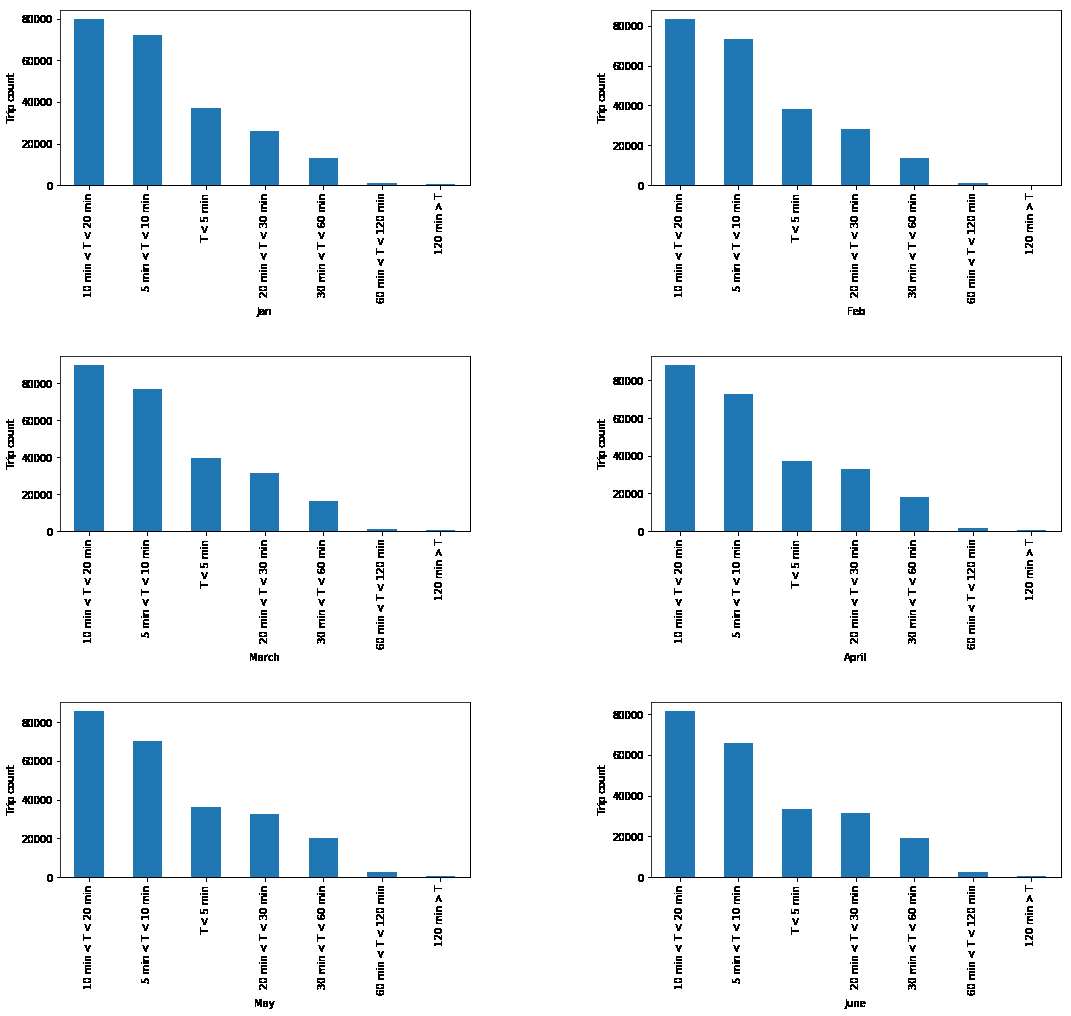 80000
60000
40000
20000
0
Trip count
10 min < T < 20 min
5 min < T < 10 min
T < 5 min
20 min < T < 30 min
30 min < T < 60 min
60 min < T < 120 min
120 min > T
Jan
80000
60000
40000
20000
0
Trip count
10 min < T < 20 min
5 min < T < 10 min
T < 5 min
20 min < T < 30 min
30 min < T < 60 min
60 min < T < 120 min
120 min > T
Feb
80000
60000
40000
20000
0
Trip count
10 min < T < 20 min
5 min < T < 10 min
T < 5 min
20 min < T < 30 min
30 min < T < 60 min
60 min < T < 120 min
120 min > T
March
80000
60000
40000
20000
0
Trip count
10 min < T < 20 min
5 min < T < 10 min
T < 5 min
20 min < T < 30 min
30 min < T < 60 min
60 min < T < 120 min
120 min > T
April
80000
60000
40000
20000
0
Trip count
10 min < T < 20 min
5 min < T < 10 min
T < 5 min
20 min < T < 30 min
30 min < T < 60 min
60 min < T < 120 min
120 min > T
May
80000
60000
40000
20000
0
Trip count
10 min < T < 20 min
5 min < T < 10 min
T < 5 min
20 min < T < 30 min
30 min < T < 60 min
60 min < T < 120 min
120 min > T
June